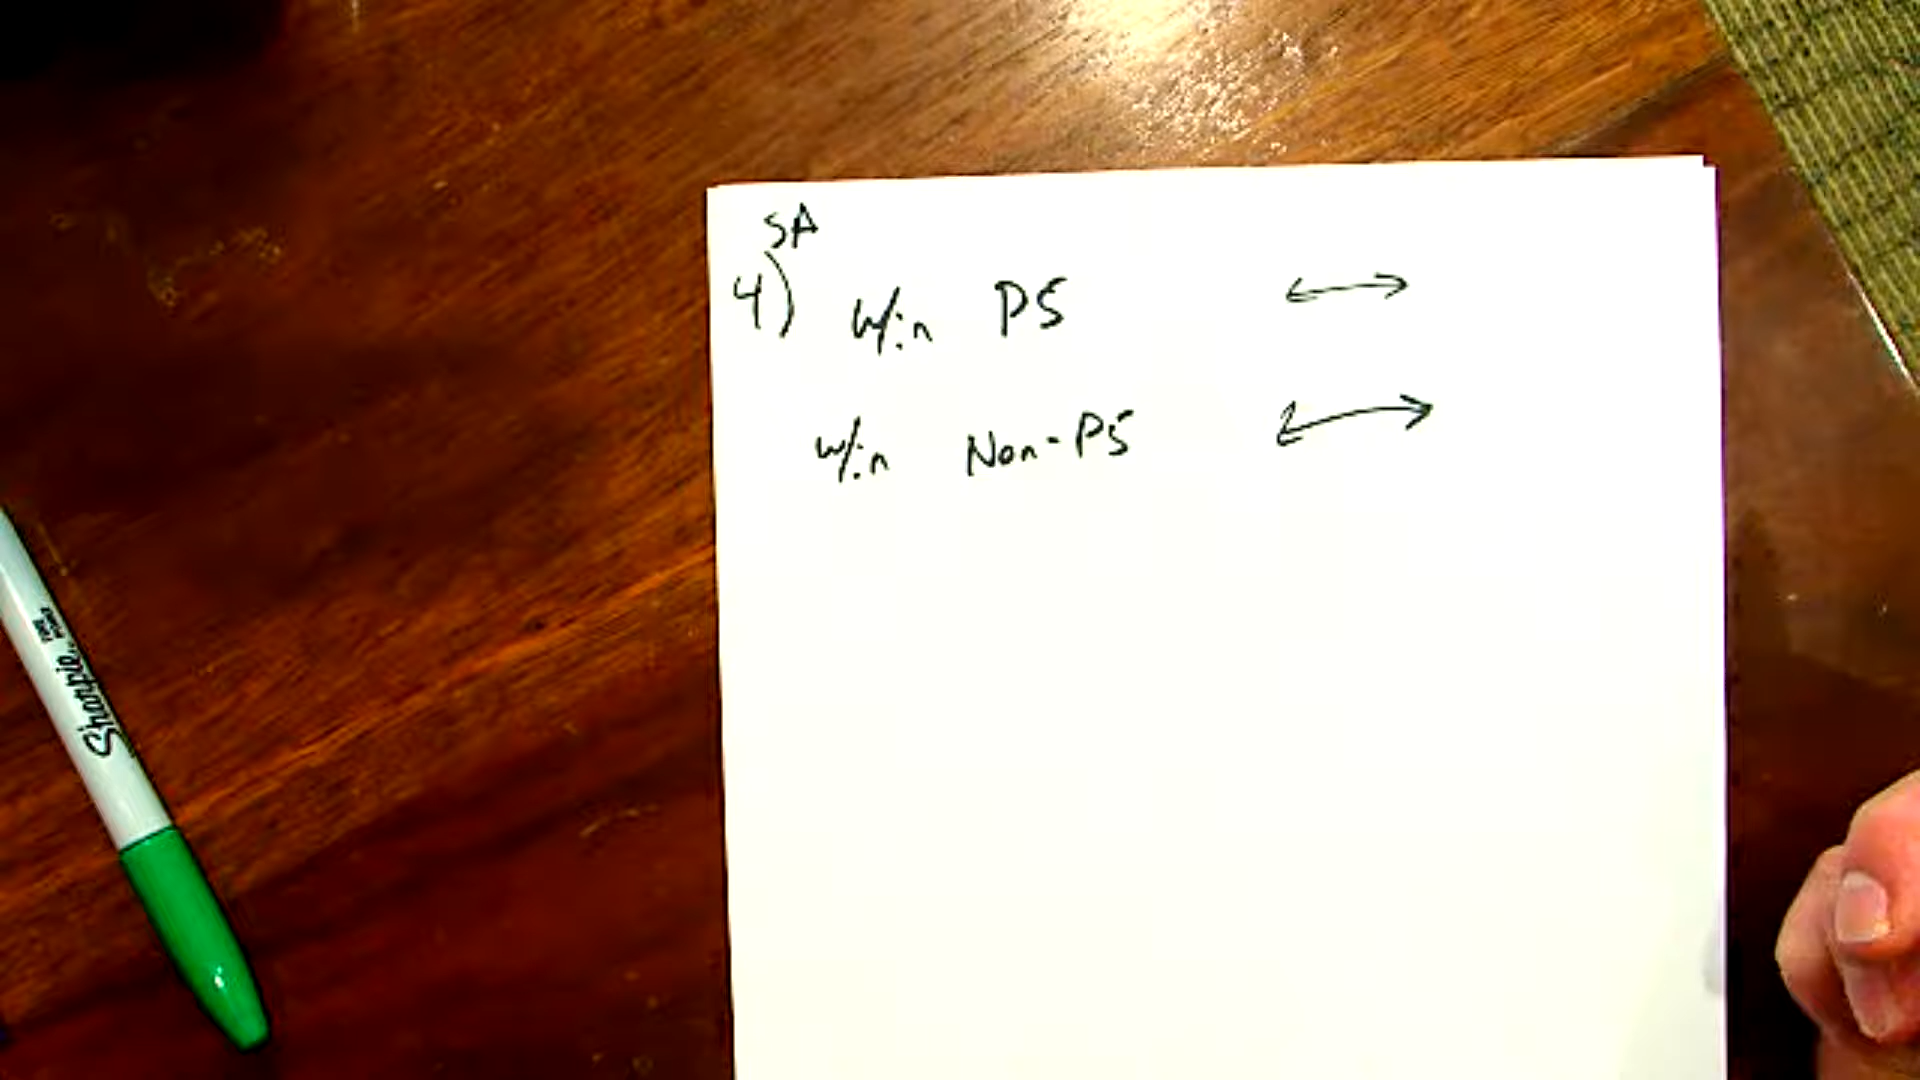 SA
4) w/in PS ↔
w/in Non-PS ↔
Sharpie